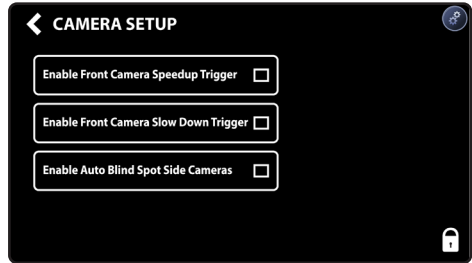 CAMERA SETUP
Enable Front Camera Speedup Trigger
Enable Front Camera Slow Down Trigger
Enable Auto Blind Spot Side Cameras